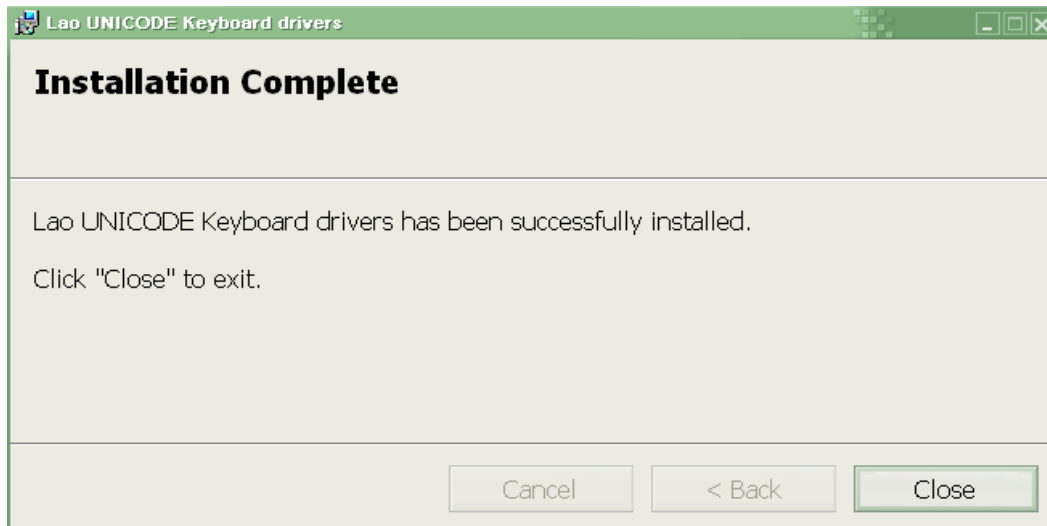 Lao UNICODE Keyboard drivers
Installation Complete
Lao UNICODE Keyboard drivers has been successfully installed.
Click "Close" to exit.
Cancel
< Back
Close